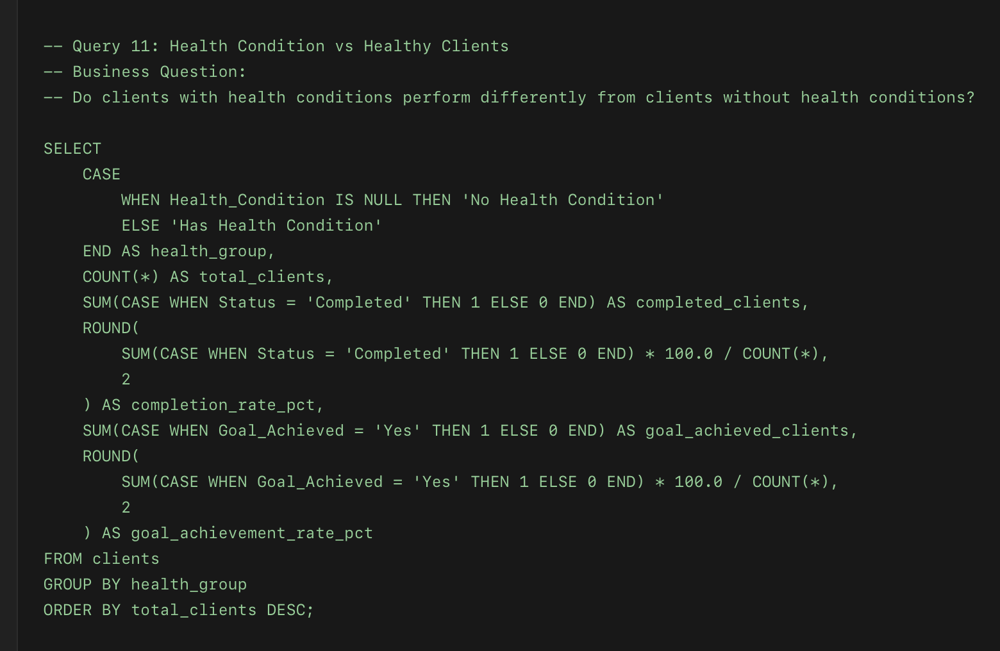 -- Query 11: Health Condition vs Healthy Clients
-- Business Question:
-- Do clients with health conditions perform differently from clients without health conditions?

SELECT
    CASE
        WHEN Health_Condition IS NULL THEN 'No Health Condition'
        ELSE 'Has Health Condition'
    END AS health_group,
    COUNT(*) AS total_clients,
    SUM(CASE WHEN Status = 'Completed' THEN 1 ELSE 0 END) AS completed_clients,
    ROUND(
        SUM(CASE WHEN Status = 'Completed' THEN 1 ELSE 0 END) * 100.0 / COUNT(*),
        2
    ) AS completion_rate_pct,
    SUM(CASE WHEN Goal_Achieved = 'Yes' THEN 1 ELSE 0 END) AS goal_achieved_clients,
    ROUND(
        SUM(CASE WHEN Goal_Achieved = 'Yes' THEN 1 ELSE 0 END) * 100.0 / COUNT(*),
        2
    ) AS goal_achievement_rate_pct
FROM clients
GROUP BY health_group
ORDER BY total_clients DESC;